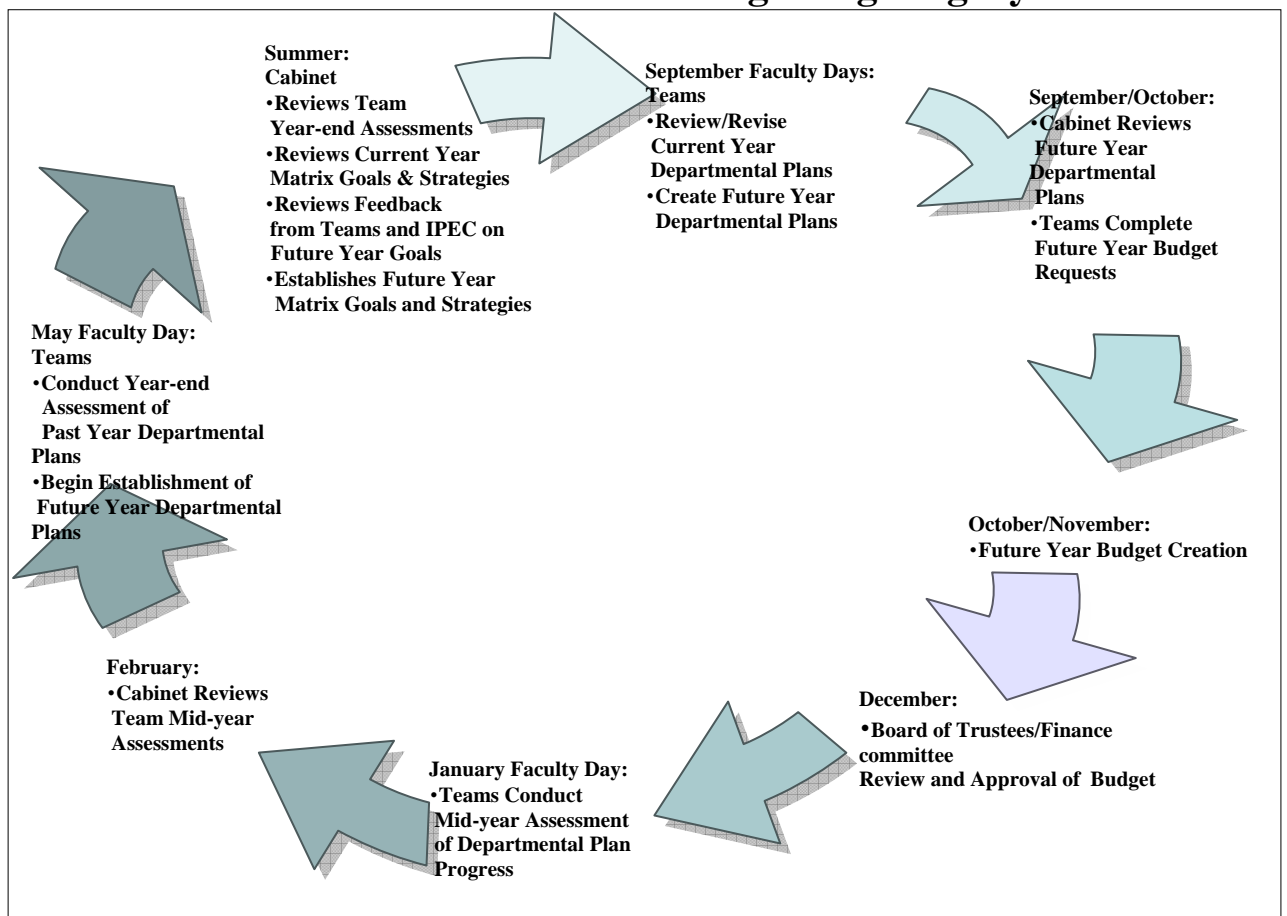 Summer:
Cabinet
•Reviews Team
Year-end Assessments
•Reviews Current Year
Matrix Goals & Strategies
•Reviews Feedback
from Teams and IPEC on
Future Year Goals
•Establishes Future Year
Matrix Goals and Strategies
September Faculty Days:
Teams
•Review/Revise
Current Year
Departmental Plans
•Create Future Year
Departmental Plans
September/October:
•Cabinet Reviews
Future Year
Departmental
Plans
•Teams Complete
Future Year Budget
Requests
October/November:
•Future Year Budget Creation
December:
•Board of Trustees/Finance
committee
Review and Approval of Budget
January Faculty Day:
•Teams Conduct
Mid-year Assessment
of Departmental Plan
Progress
February:
•Cabinet Reviews
Team Mid-year
Assessments
May Faculty Day:
Teams
•Conduct Year-end
Assessment of
Past Year Departmental
Plans
•Begin Establishment of
Future Year Departmental
Plans